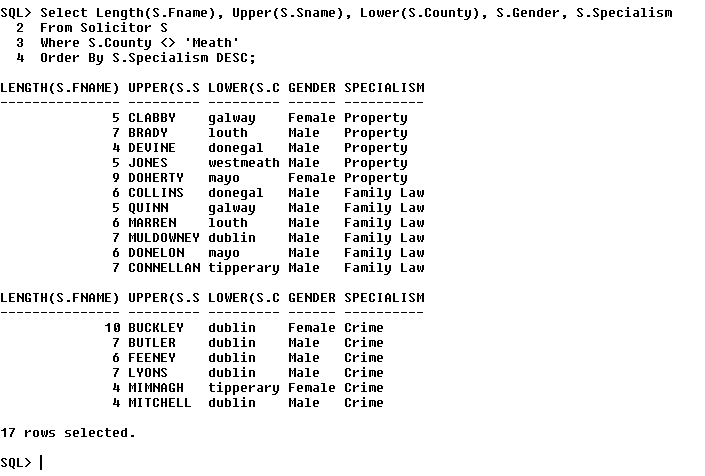 SQL> Select Length(S.Fname), Upper(S.Sname), Lower(S.County), S.Gender, S.Specialism
  2  From Solicitor S
  3  Where S.County <> 'Meath'
  4  Order By S.Specialism DESC;

LENGTH(S.FNAME) UPPER(S.S LOWER(S.C GENDER SPECIALISM
--------------- --------- --------- ------ ----------
              5 CLABBY    galway    Female Property
              7 BRADY     louth     Male   Property
              4 DEVINE    donegal   Male   Property
              5 JONES     westmeath Male   Property
              9 DOHERTY   mayo      Female Property
              6 COLLINS   donegal   Male   Family Law
              5 QUINN     galway    Male   Family Law
              6 MARREN    louth     Male   Family Law
              7 MULDOWNEY dublin    Male   Family Law
              6 DONELON   mayo      Male   Family Law
              7 CONNELLAN tipperary Male   Family Law

LENGTH(S.FNAME) UPPER(S.S LOWER(S.C GENDER SPECIALISM
--------------- --------- --------- ------ ----------
             10 BUCKLEY   dublin    Female Crime
              7 BUTLER    dublin    Male   Crime
              6 FEENEY    dublin    Male   Crime
              7 LYONS     dublin    Male   Crime
              4 MIMNAGH   tipperary Female Crime
              4 MITCHELL  dublin    Male   Crime

17 rows selected.

SQL>